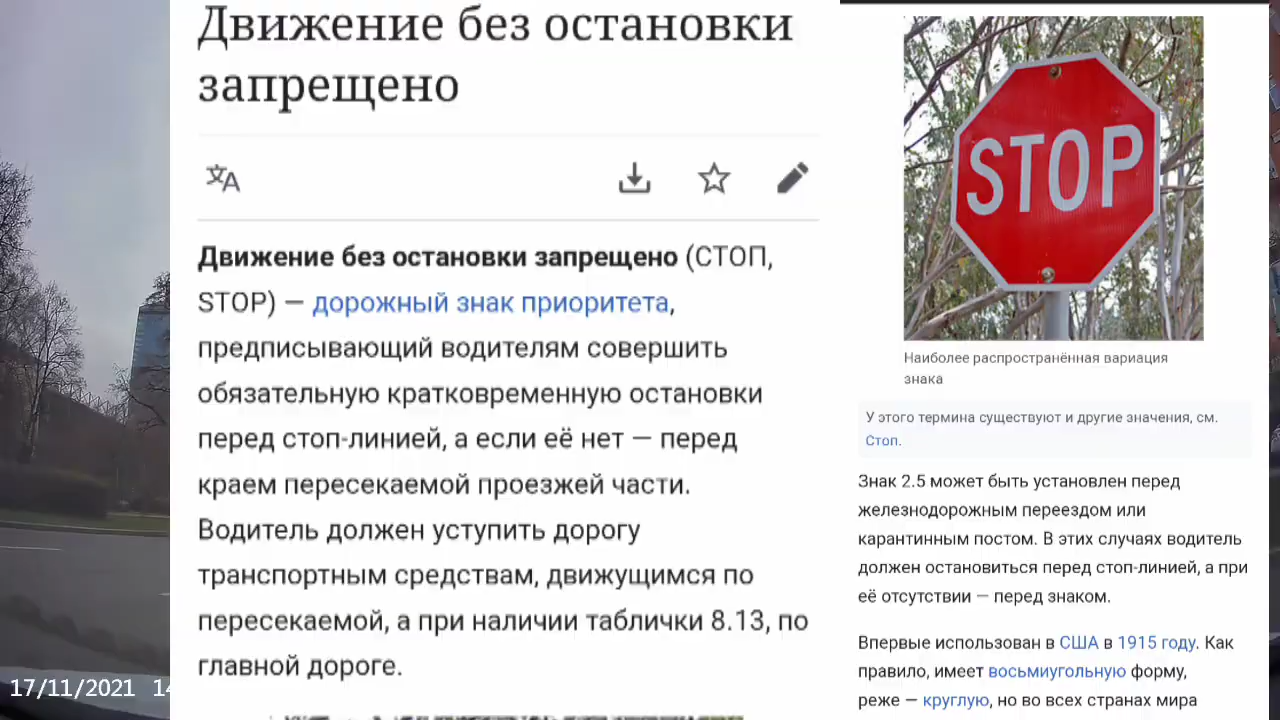 Движение без остановки
запрещено
Движение без остановки запрещено (СТОП,
STOP) — дорожный знак приоритета,
предписывающий водителям совершить
обязательную кратковременную остановки
перед стоп-линией, а если её нет — перед
краем пересекаемой проезжей части.
Водитель должен уступить дорогу
транспортным средствам, движущимся по
пересекаемой, а при наличии таблички 8.13, по
главной дороге.
STOP
Наиболее распространённая вариация
знака
У этого термина существуют и другие значения, см.
Стоп.
Знак 2.5 может быть установлен перед
железнодорожным переездом или
карантинным постом. В этих случаях водитель
должен остановиться перед стоп-линией, а при
её отсутствии — перед знаком.
Впервые использован в США в 1915 году. Как
правило, имеет восьмиугольную форму,
реже — круглую, но во всех странах мира
17/11/2021 14